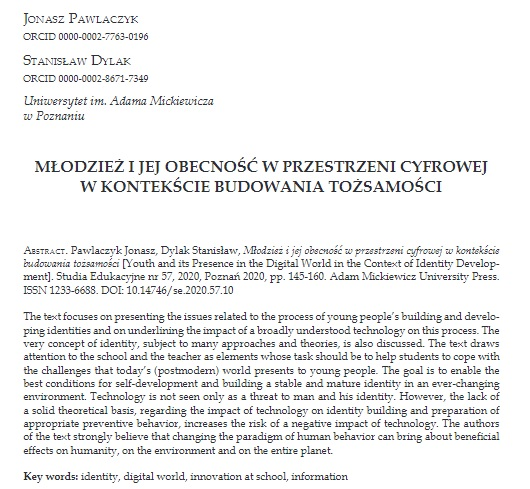 JONASZ PAWLACZYK
ORCID 0000-0002-7763-0196
STANISŁAW DYLAK
ORCID 0000-0002-8671-7349
Uniwersytet im. Adama Mickiewicza
w Poznaniu
MŁODZIEŻ I JEJ OBECNOŚĆ W PRZESTRZENI CYFROWEJ
W KONTEKŚCIE BUDOWANIA TOŻSAMOŚCI
ABSTRACT. Pawlaczyk Jonasz, Dylak Stanisław, Młodzież i jej obecność w przestrzeni cyfrowej w kontekście
budowania tożsamości [Youth and its Presence in the Digital World in the Context of Identity Develop-
ment]. Studia Edukacyjne nr 57, 2020, Poznań 2020, pp. 145-160. Adam Mickiewicz University Press.
ISSN 1233-6688. DOI: 10.14746/se.2020.57.10
The text focuses on presenting the issues related to the process of young people's building and develo-
ping identities and on underlining the impact of a broadly understood technology on this process. The
very concept of identity, subject to many approaches and theories, is also discussed. The text draws
attention to the school and the teacher as elements whose task should be to help students to cope with
the challenges that today's (postmodern) world presents to young people. The goal is to enable the
best conditions for self-development and building a stable and mature identity in an ever-changing
environment. Technology is not seen only as a threat to man and his identity. However, the lack of
a solid theoretical basis, regarding the impact of technology on identity building and preparation of
appropriate preventive behavior, increases the risk of a negative impact of technology. The authors
of the text strongly believe that changing the paradigm of human behavior can bring about beneficial
effects on humanity, on the environment and on the entire planet.
Key words: identity, digital world, innovation at school, information